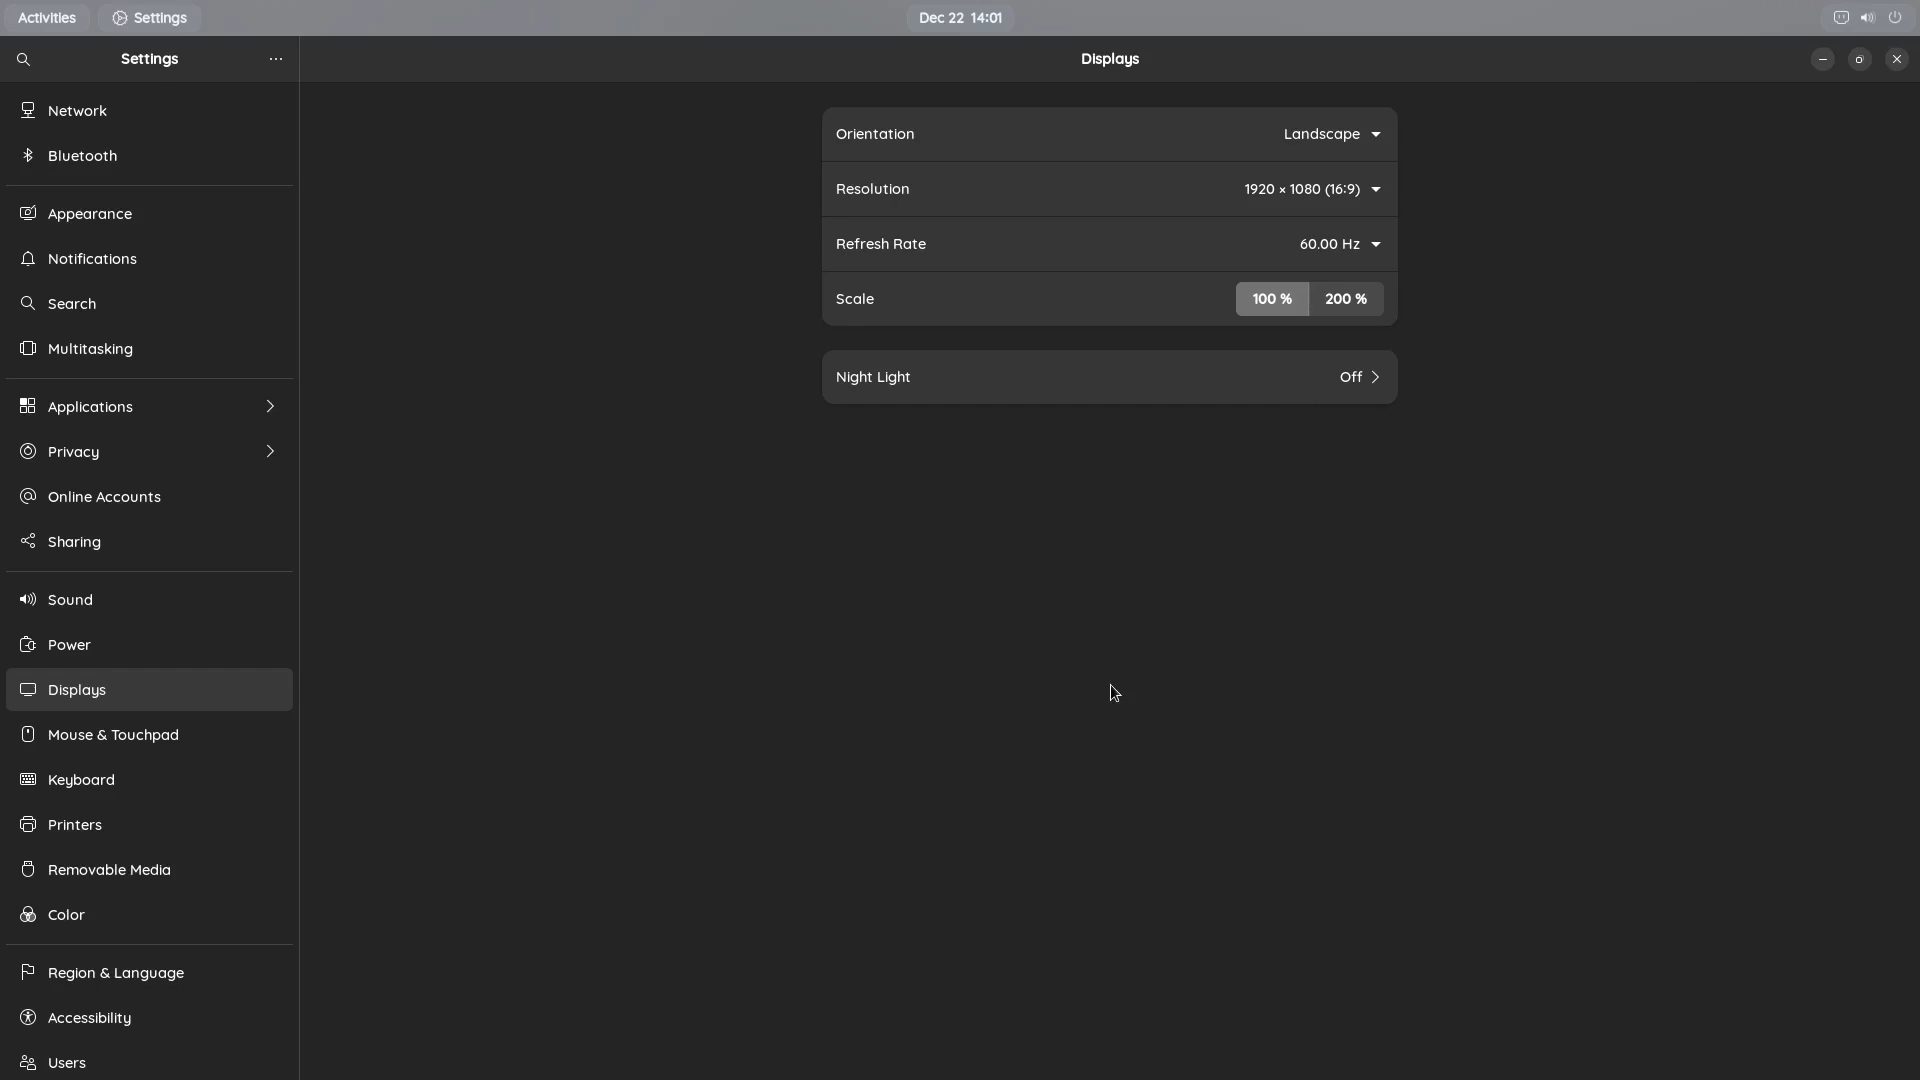 Activities
Settings
Dec 22 14:01
Settings
Displays
Network
Bluetooth
Appearance
Notifications
Search
Multitasking
Applications
Privacy
Online Accounts
Sharing
Sound
Power
Displays
Mouse & Touchpad
Keyboard
Printers
Removable Media
Color
Region & Language
Accessibility
Users
Orientation Landscape
Resolution 1920 × 1080 (16:9)
Refresh Rate 60.00 Hz
Scale 100 % 200 %
Night Light Off